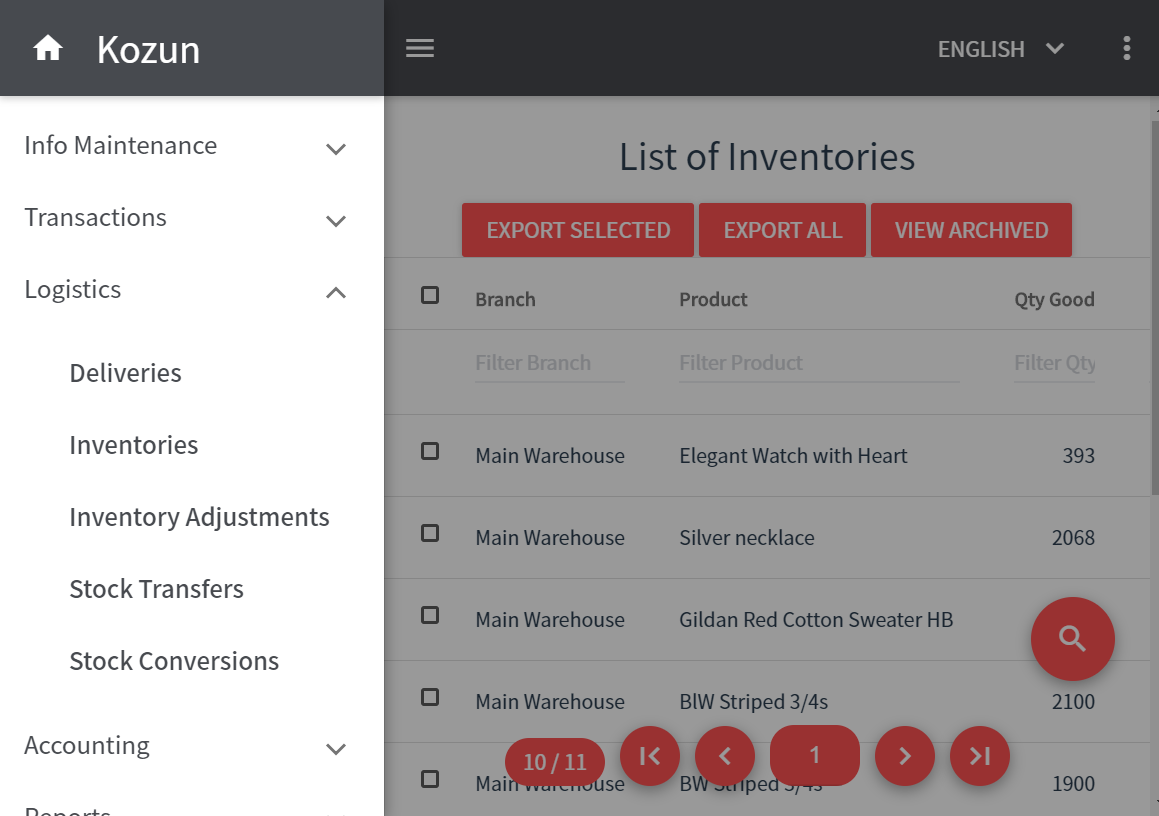 Kozun
ENGLISH
Info Maintenance
Transactions
Logistics
Deliveries
Inventories
Inventory Adjustments
Stock Transfers
Stock Conversions
Accounting
Reports
List of Inventories
EXPORT SELECTED EXPORT ALL VIEW ARCHIVED
Branch Product Qty Good
Filter Branch Filter Product Filter Qty
Main Warehouse Elegant Watch with Heart 393
Main Warehouse Silver necklace 2068
Main Warehouse Gildan Red Cotton Sweater HB
Main Warehouse BlW Striped 3/4s 2100
10 / 11 1
Main Warehouse BW Striped 3/4s 1900